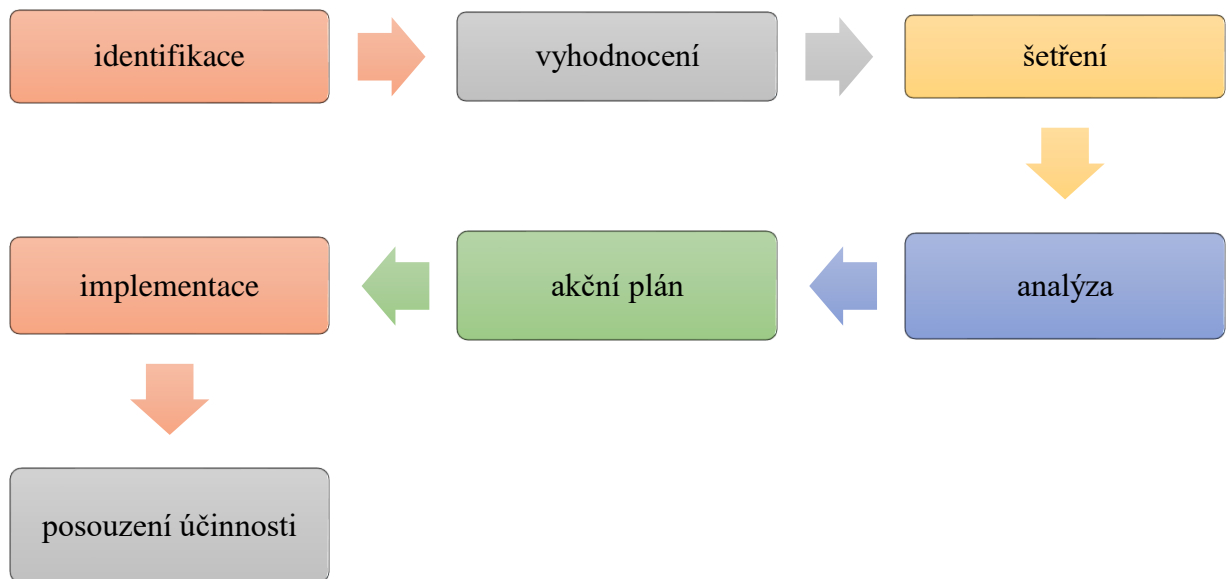 identifikace
vyhodnocení
šetření
analýza
akční plán
implementace
posouzení účinnosti